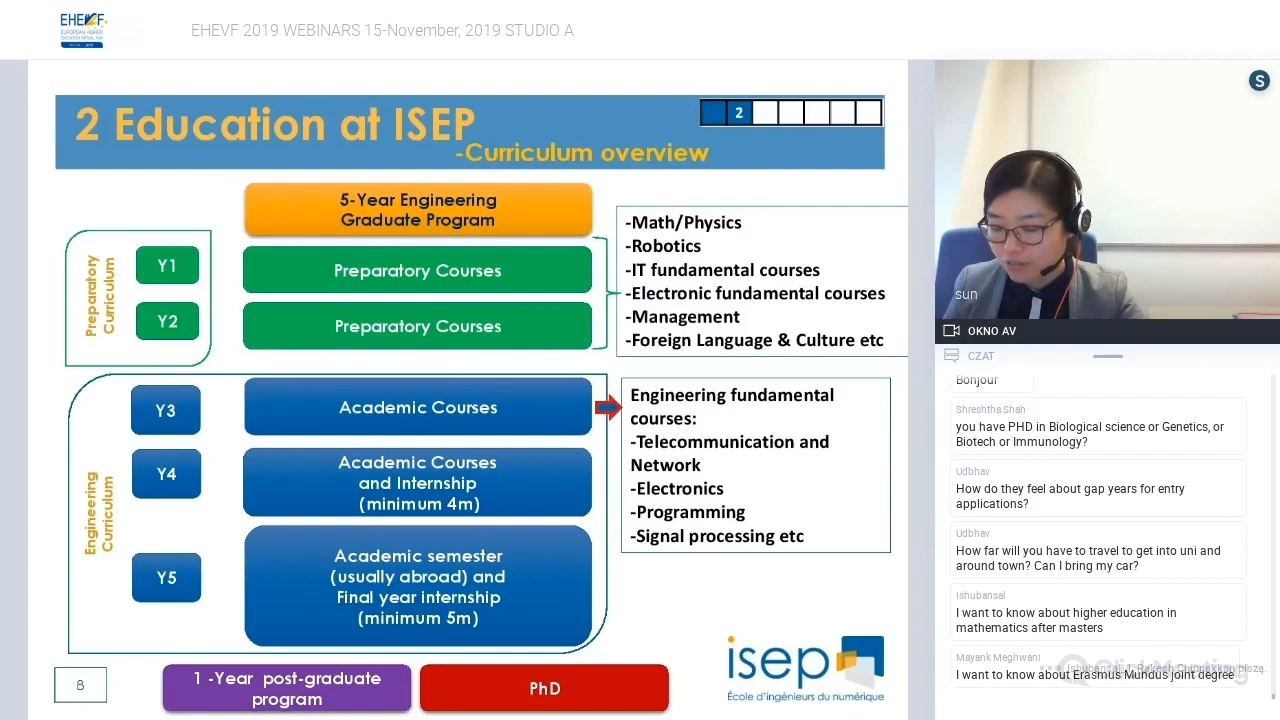 EHEVF
EUROPEAN HIGHER
EDUCATION VIRTUAL FAIR
EHEVF 2019 WEBINARS 15-November, 2019 STUDIO A
2 Education at ISEP
-Curriculum overview
2
5-Year Engineering
Graduate Program
Preparatory
Curriculum
Y1
Preparatory Courses
Y2
Preparatory Courses
-Math/Physics
-Robotics
-IT fundamental courses
-Electronic fundamental courses
-Management
-Foreign Language & Culture etc
Engineering
Curriculum
Y3
Academic Courses
Y4
Academic Courses
and Internship
(minimum 4m)
Y5
Academic semester
(usually abroad) and
Final year internship
(minimum 5m)
Engineering fundamental
courses:
-Telecommunication and
Network
-Electronics
-Programming
-Signal processing etc
isep
École d'ingénieurs du numérique
8
1 -Year post-graduate
program
PhD
S
sun
OKNO AV
CZAT
Bonjour
Shreshtha Shah
you have PHD in Biological science or Genetics, or
Biotech or Immunology?
Udbhav
How do they feel about gap years for entry
applications?
Udbhav
How far will you have to travel to get into uni and
around town? Can I bring my car?
Ishubansal
I want to know about higher education in
mathematics after masters
Mayank Meghwani
I want to know about Erasmus Mundus joint degree